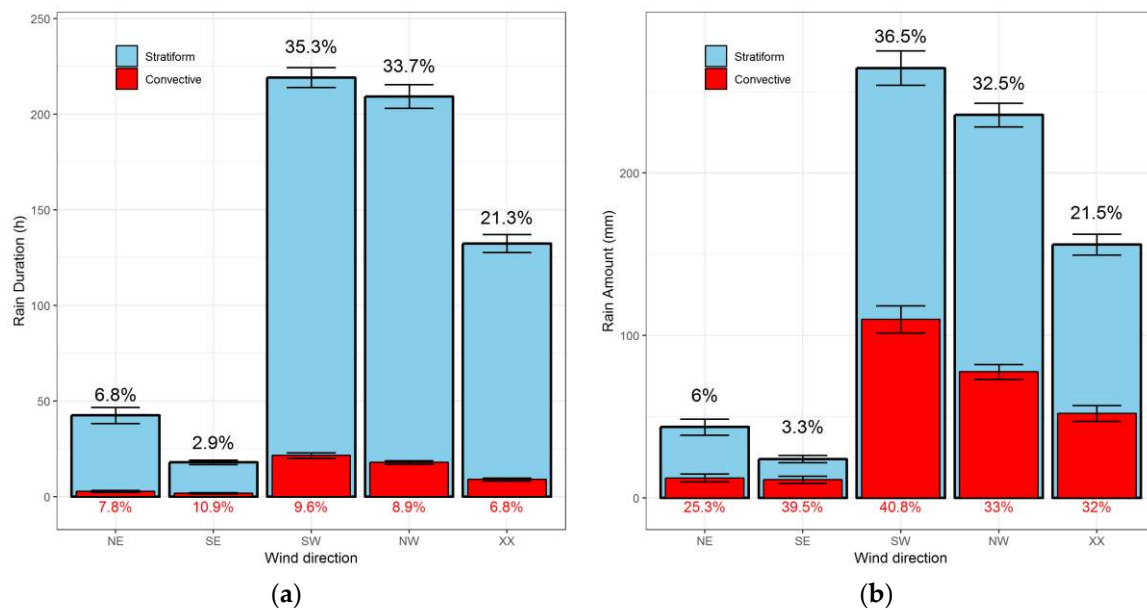 250
200
150
100
50
0
Rain Duration (h)
Stratiform
Convective
6.8%
2.9%
35.3%
33.7%
21.3%
7.8%
10.9%
9.6%
8.9%
6.8%
NE
SE
SW
NW
XX
Wind direction
(a)
200
100
0
Rain Amount (mm)
Stratiform
Convective
6%
3.3%
36.5%
32.5%
21.5%
25.3%
39.5%
40.8%
33%
32%
NE
SE
SW
NW
XX
Wind direction
(b)